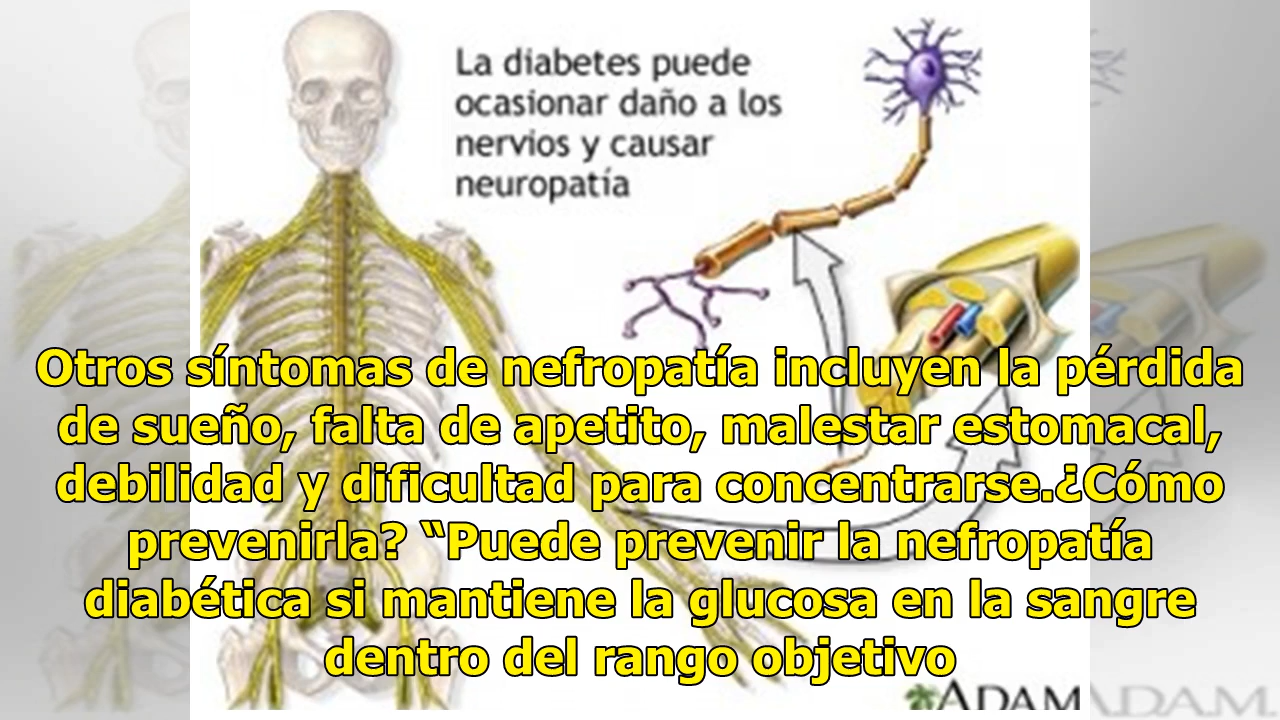 La diabetes puede
ocasionar daño a los
nervios y causar
neuropatía
Otros síntomas de nefropatía incluyen la pérdida
de sueño, falta de apetito, malestar estomacal,
debilidad y dificultad para concentrarse.¿Cómo
prevenirla? “Puede prevenir la nefropatía
diabética si mantiene la glucosa en la sangre
dentro del rango objetivo
ADAM
A.D.A.M.